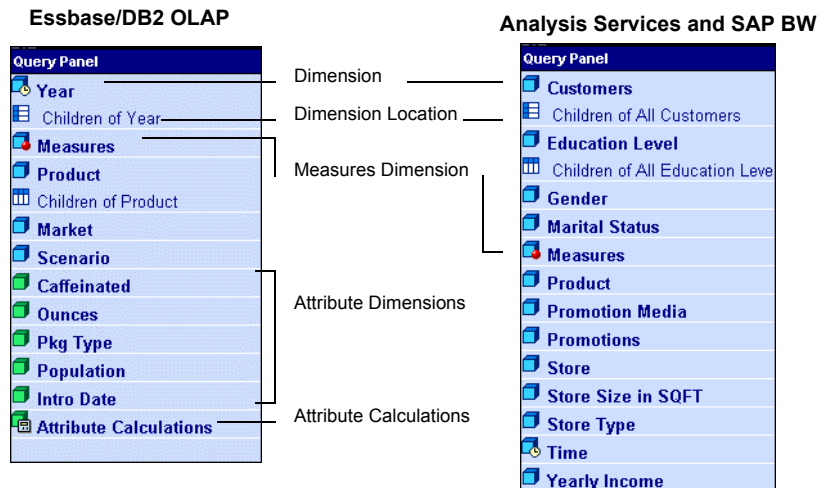 Essbase/DB2 OLAP
Query Panel
Year
Children of Year
Measures
Product
Children of Product
Market
Scenario
Caffeinated
Ounces
Pkg Type
Population
Intro Date
Attribute Calculations
Dimension
Dimension Location
Measures Dimension
Attribute Dimensions
Attribute Calculations
Analysis Services and SAP BW
Query Panel
Customers
Children of All Customers
Education Level
Children of All Education Leve
Gender
Marital Status
Measures
Product
Promotion Media
Promotions
Store
Store Size in SQFT
Store Type
Time
Yearly Income